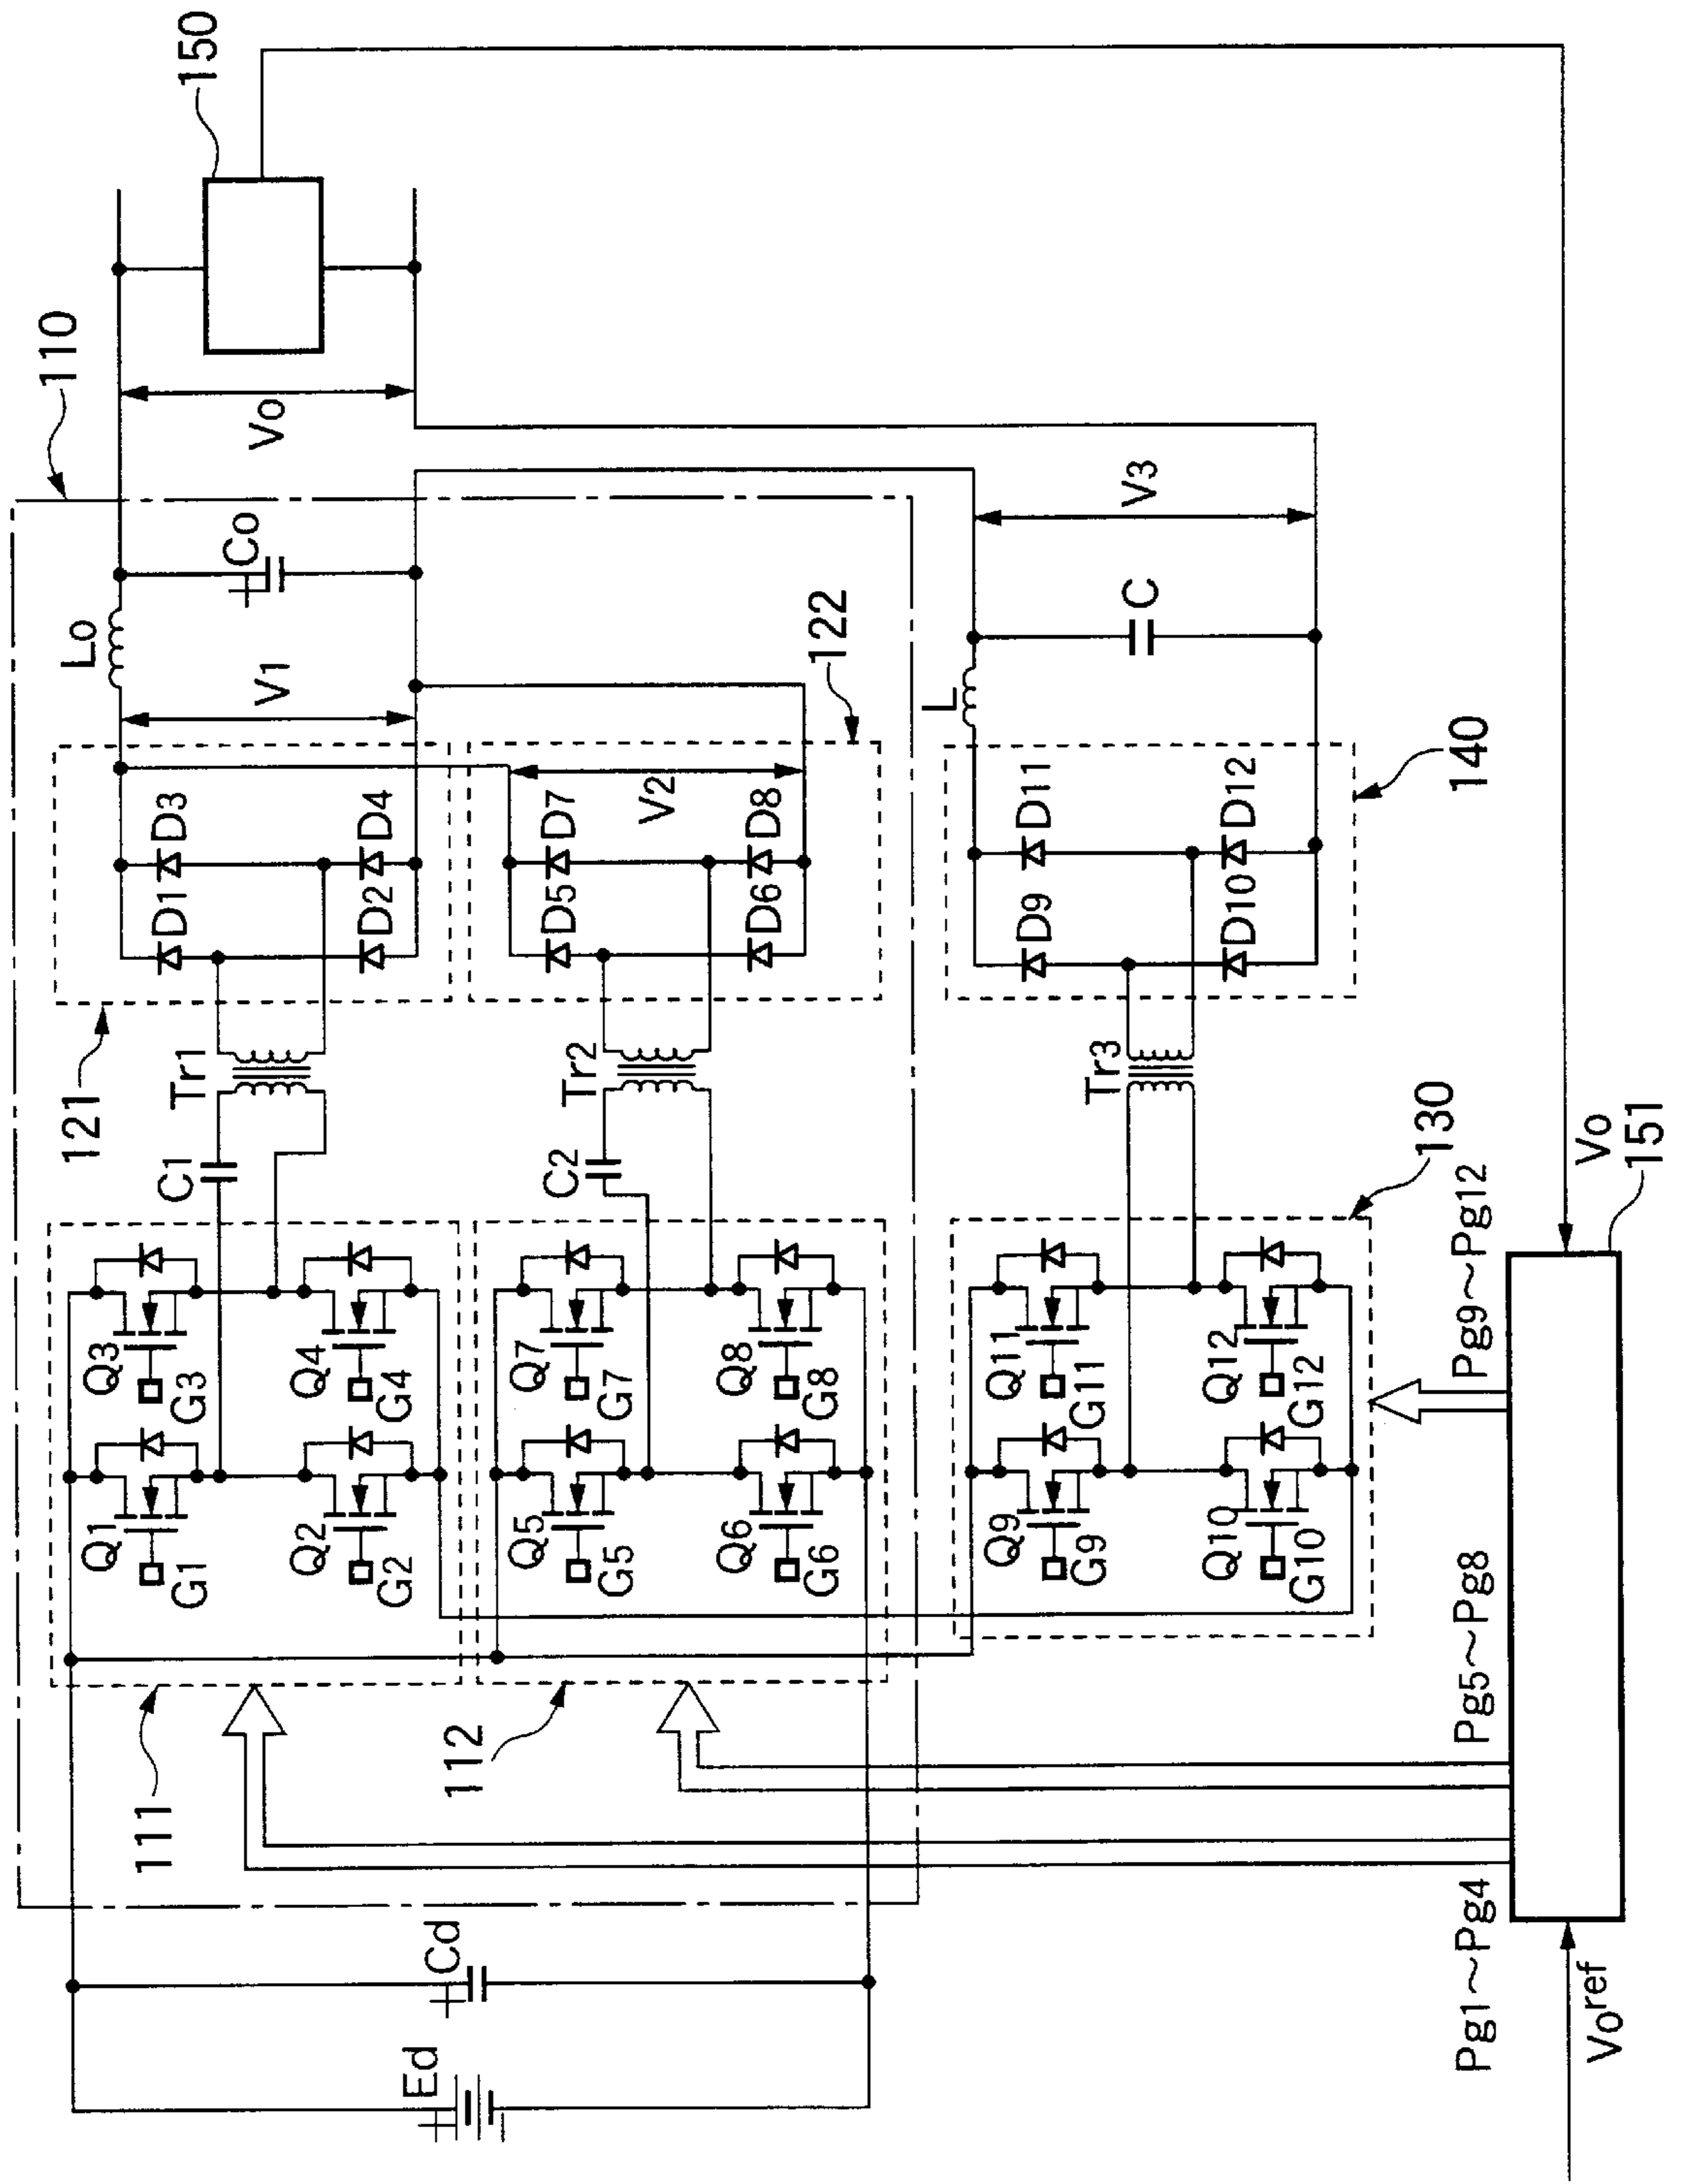 110
150
Lo
Co
Vo
V1
121
Tr1
C1
D1
D3
D2
D4
Q1
G1
Q3
G3
Q2
G2
Q4
G4
111
122
V2
D5
D7
D6
D8
Tr2
C2
Q5
G5
Q7
G7
Q6
G6
Q8
G8
112
Ed
Cd
L
C
V3
D9
D11
D10
D12
140
Tr3
130
Q9
G9
Q11
G11
Q10
G10
Q12
G12
Pg1～Pg4
Pg5～Pg8
Pg9～Pg12
Vo
151
Vo^ref